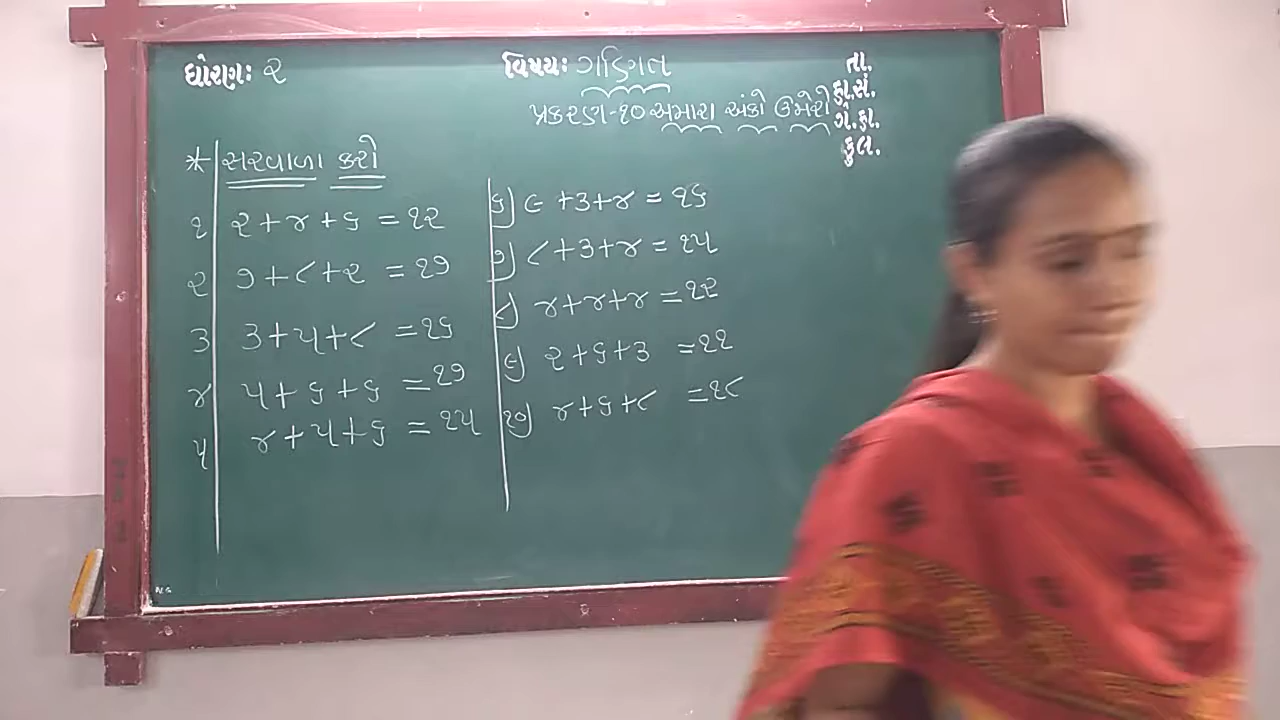 ધોરણઃ ૨
વિષયઃ ગણિત
તા.
હા.સં.
ગે.હા.
કુલ.
પ્રકરણ-૧૦ અમારા અંકો ઉમેરો
* સરવાળા કરો
૧ ૨+૪+૬ =૧૨
૨ ૭+૮+૨ =૧૭
૩ ૩+૫+૮ =૧૬
૪ ૫+૬+૬ =૧૭
૫ ૪+૫+૬ =૧૫
૬) ૯+૩+૪ =૧૬
૭) ૮+૩+૪ =૧૫
૮) ૪+૪+૪ =૧૨
૯) ૨+૬+૩ =૧૧
૧૦) ૪+૬+૮ =૧૮